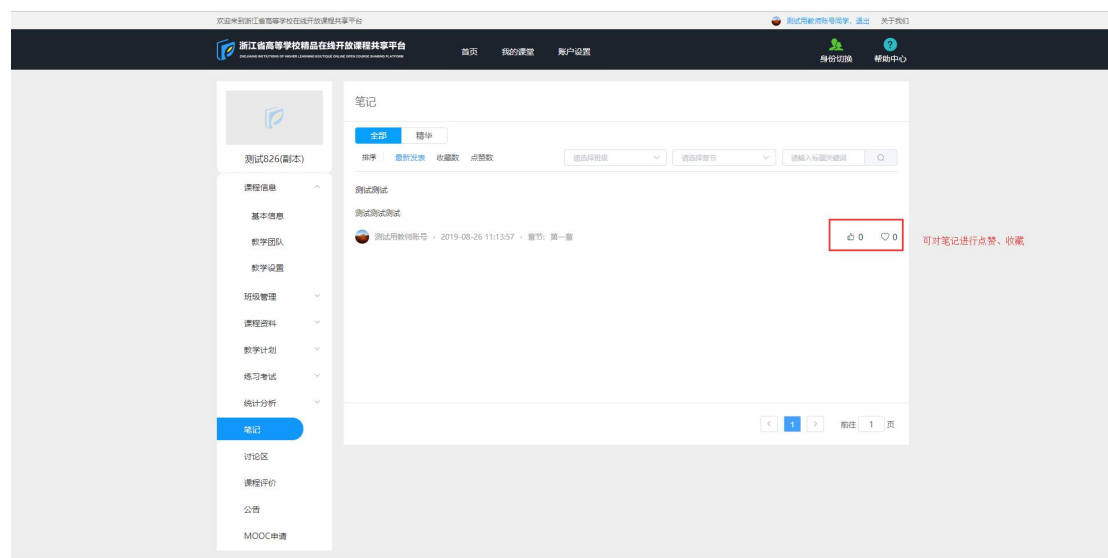 欢迎来到浙江省高等学校在线开放课程共享平台
测试用教师账号同学，退出 关于我们
浙江省高等学校精品在线开放课程共享平台
首页 我的课堂 账户设置
身份切换 帮助中心
测试826(副本)
课程信息
基本信息
教学团队
教学设置
班级管理
课程资料
教学计划
练习考试
统计分析
笔记
讨论区
课程评价
公告
MOOC申请
笔记
全部 精华
排序 最新发表 收藏数 点赞数 请选择班级 请选择章节 请输入标题关键词
测试测试
测试测试测试
测试用教师账号 - 2019-08-26 11:13:57 - 章节: 第一章
0 0
可对笔记进行点赞、收藏
< 1 > 前往 1 页